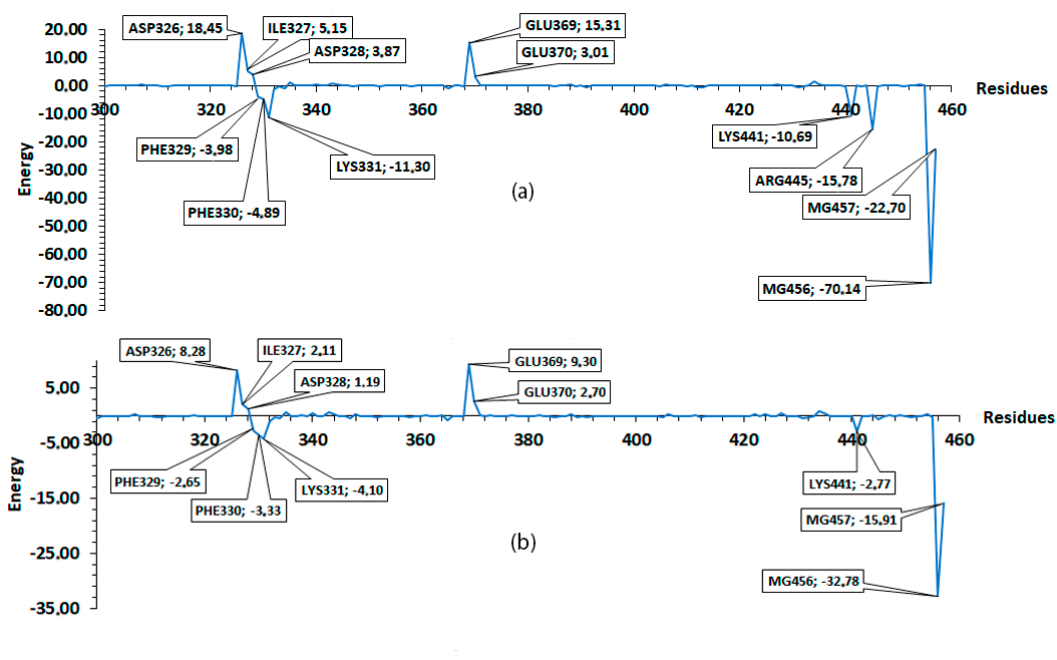 ASP326; 18.45
ILE327; 5.15
ASP328; 3.87
GLU369; 15.31
GLU370; 3.01
20.00
10.00
0.00
-10.00
-20.00
-30.00
-40.00
-50.00
-60.00
-70.00
-80.00
Energy
300
320
340
360
380
400
420
440
460
Residues
PHE329; -3.98
LYS331; -11.30
PHE330; -4.89
(a)
LYS441; -10.69
ARG445; -15.78
MG457; -22.70
MG456; -70.14
ASP326; 8.28
ILE327; 2.11
ASP328; 1.19
GLU369; 9.30
GLU370; 2.70
5.00
-5.00
-15.00
-25.00
-35.00
Energy
300
320
340
360
380
400
420
440
460
Residues
PHE329; -2.65
LYS331; -4.10
PHE330; -3.33
(b)
LYS441; -2.77
MG457; -15.91
MG456; -32.78